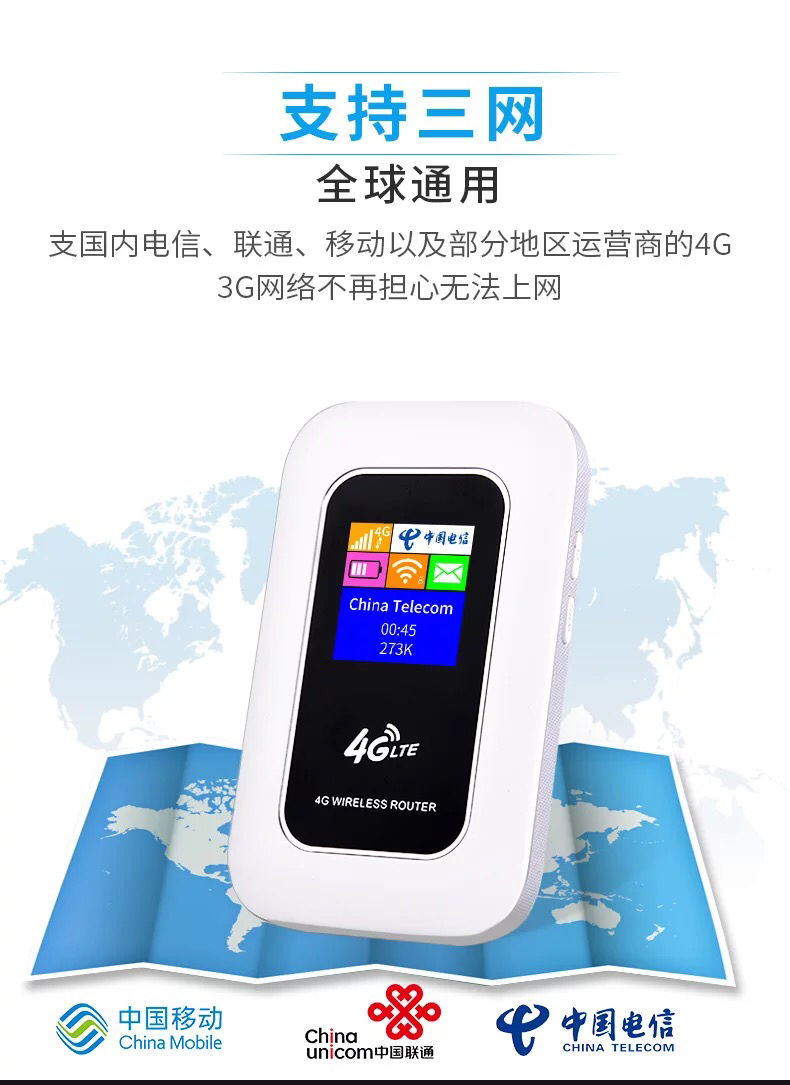 支持三网
全球通用
支国内电信、联通、移动以及部分地区运营商的4G
3G网络不再担心无法上网
4G 中国电信
China Telecom
00:45
273K
4GLTE
4G WIRELESS ROUTER
中国移动
China Mobile
China
unicom中国联通
中国电信
CHINA TELECOM